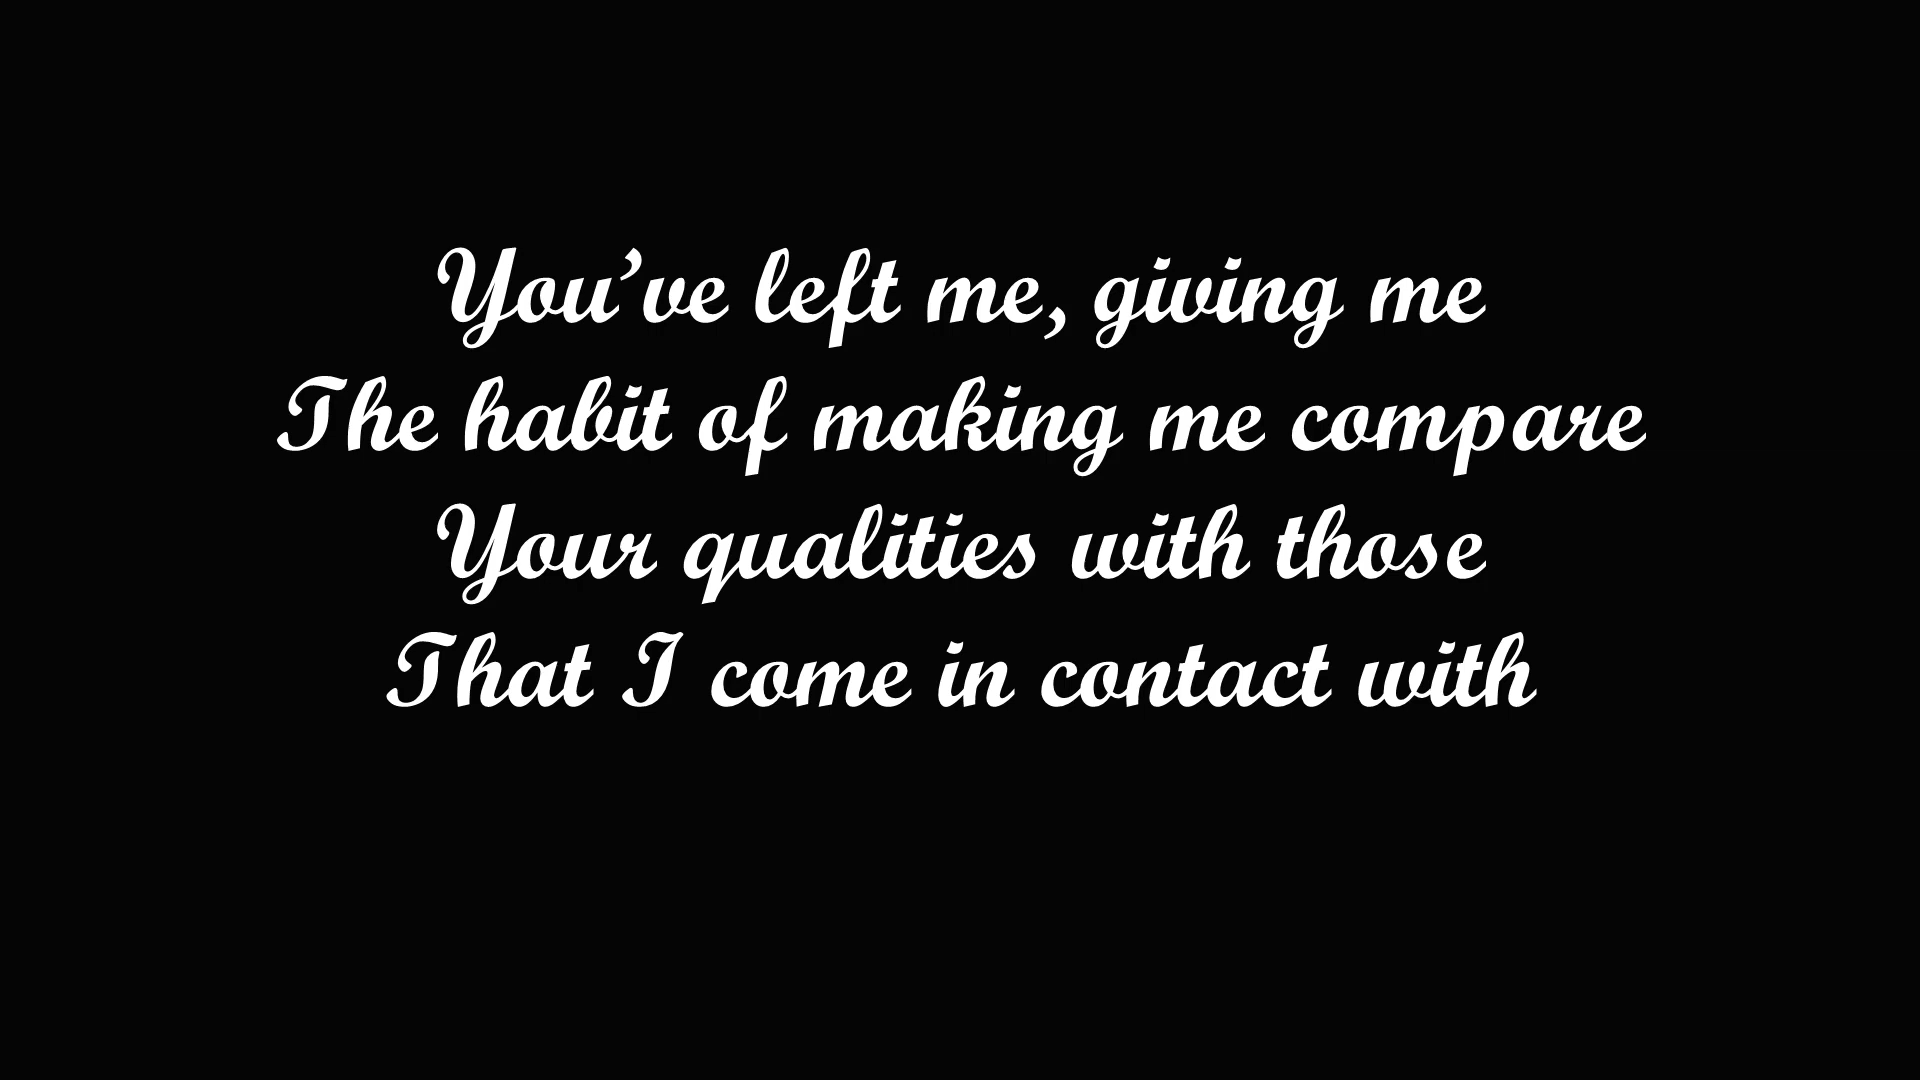 You’ve left me, giving me
The habit of making me compare
Your qualities with those
That I come in contact with